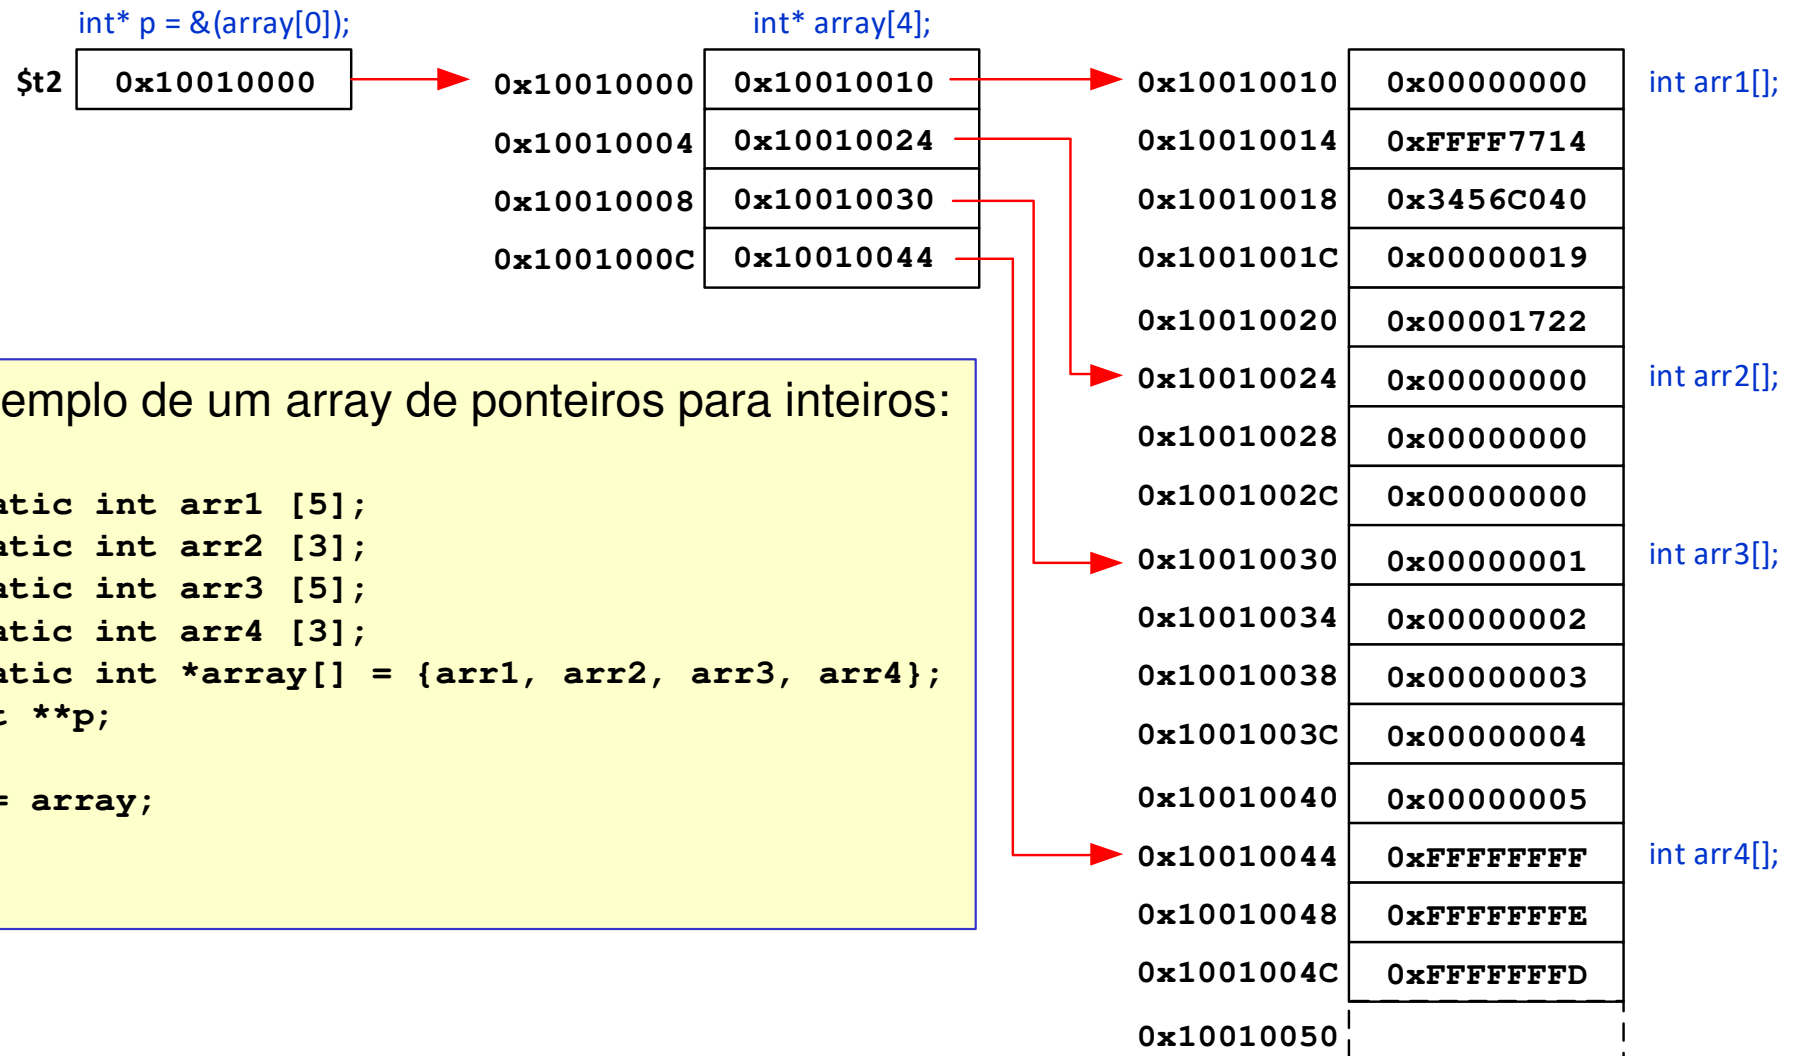 int* p = &(array[0]);
int* array[4];
$t2 0x10010000
0x10010000 0x10010010
0x10010004 0x10010024
0x10010008 0x10010030
0x1001000C 0x10010044
0x10010010 0x00000000 int arr1[];
0x10010014 0xFFFF7714
0x10010018 0x3456C040
0x1001001C 0x00000019
0x10010020 0x00001722
0x10010024 0x00000000 int arr2[];
0x10010028 0x00000000
0x1001002C 0x00000000
0x10010030 0x00000001 int arr3[];
0x10010034 0x00000002
0x10010038 0x00000003
0x1001003C 0x00000004
0x10010040 0x00000005
0x10010044 0xFFFFFFFF int arr4[];
0x10010048 0xFFFFFFFE
0x1001004C 0xFFFFFFFD
0x10010050
emplo de um array de ponteiros para inteiros:
atic int arr1 [5];
atic int arr2 [3];
atic int arr3 [5];
atic int arr4 [3];
atic int *array[] = {arr1, arr2, arr3, arr4};
t **p;
= array;